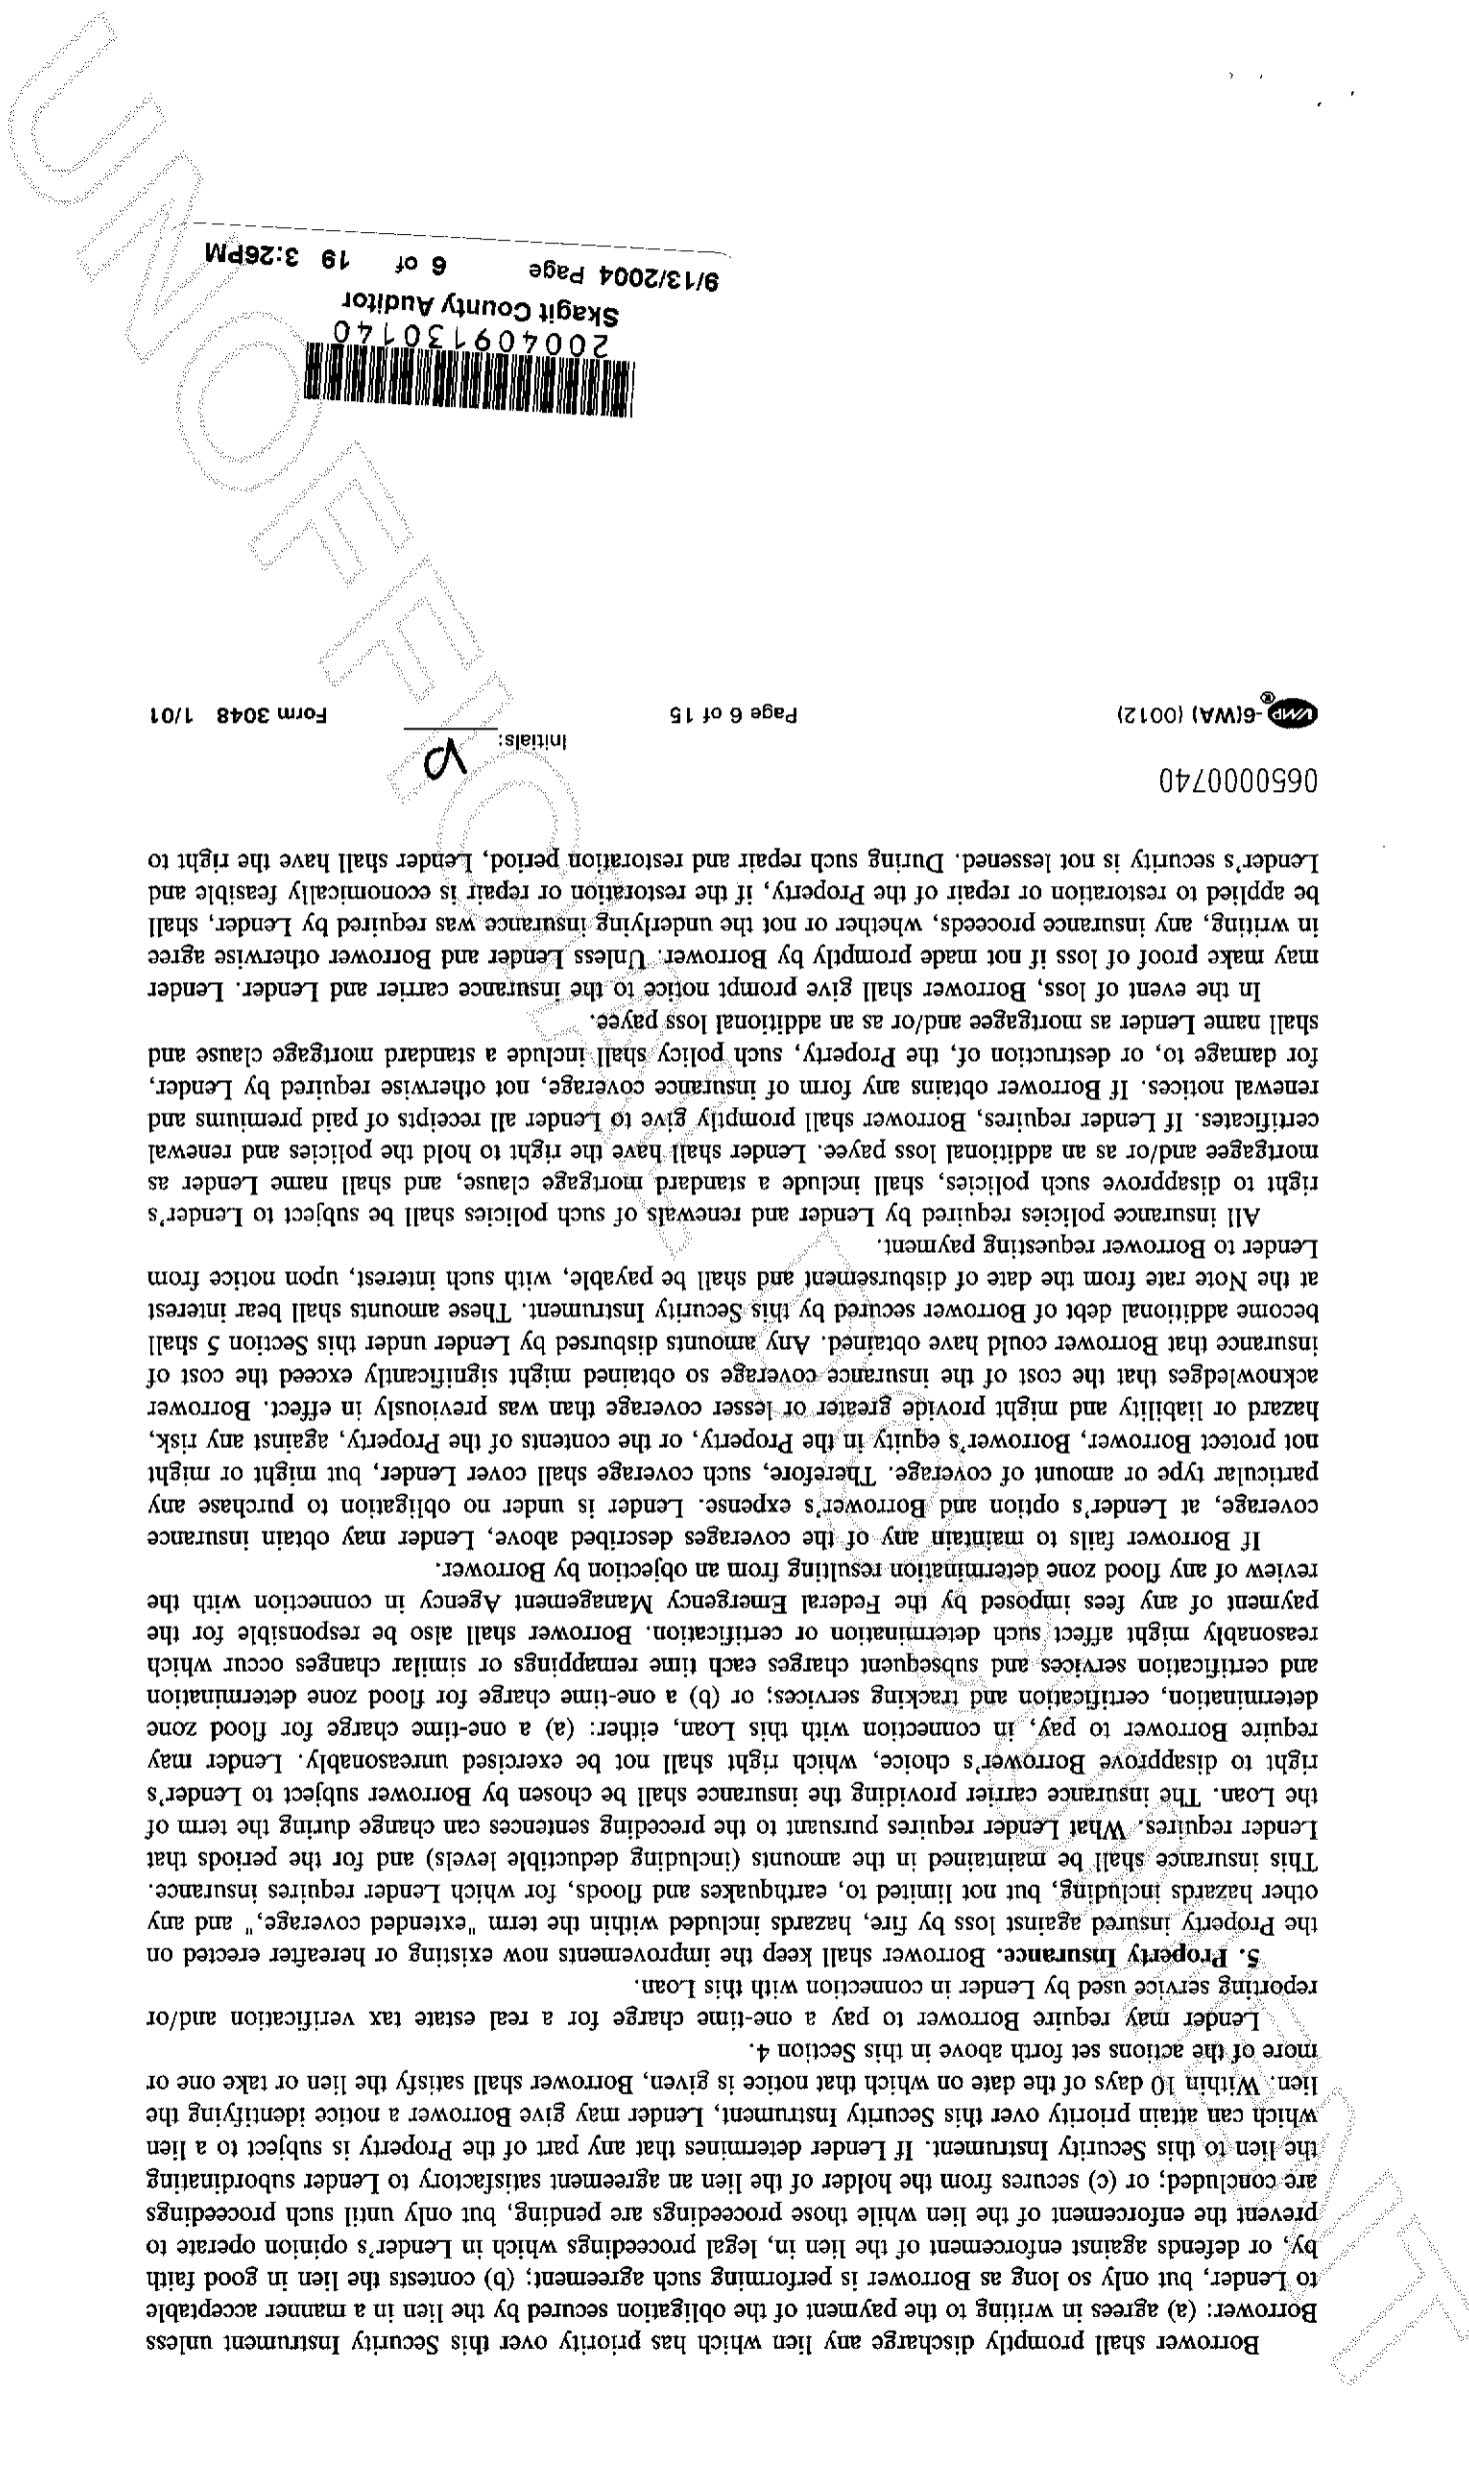 Borrower shall promptly discharge any lien which has priority over this Security Instrument unless
Borrower: (a) agrees in writing to the payment of the obligation secured by the lien in a manner acceptable
to Lender, but only so long as Borrower is performing such agreement; (b) contests the lien in good faith
by, or defends against enforcement of the lien in, legal proceedings which in Lender's opinion operate to
prevent the enforcement of the lien while those proceedings are pending, but only until such proceedings
are concluded; or (c) secures from the holder of the lien an agreement satisfactory to Lender subordinating
the lien to this Security Instrument. If Lender determines that any part of the Property is subject to a lien
which can attain priority over this Security Instrument, Lender may give Borrower a notice identifying the
lien. Within 10 days of the date on which that notice is given, Borrower shall satisfy the lien or take one or
more of the actions set forth above in this Section 4.
Lender may require Borrower to pay a one-time charge for a real estate tax verification and/or
reporting service used by Lender in connection with this Loan.
5. Property Insurance. Borrower shall keep the improvements now existing or hereafter erected on
the Property insured against loss by fire, hazards included within the term "extended coverage," and any
other hazards including, but not limited to, earthquakes and floods, for which Lender requires insurance.
This insurance shall be maintained in the amounts (including deductible levels) and for the periods that
Lender requires. What Lender requires pursuant to the preceding sentences can change during the term of
the Loan. The insurance carrier providing the insurance shall be chosen by Borrower subject to Lender's
right to disapprove Borrower's choice, which right shall not be exercised unreasonably. Lender may
require Borrower to pay, in connection with this Loan, either: (a) a one-time charge for flood zone
determination, certification and tracking services; or (b) a one-time charge for flood zone determination
and certification services and subsequent charges each time remappings or similar changes occur which
reasonably might affect such determination or certification. Borrower shall also be responsible for the
payment of any fees imposed by the Federal Emergency Management Agency in connection with the
review of any flood zone determination resulting from an objection by Borrower.
If Borrower fails to maintain any of the coverages described above, Lender may obtain insurance
coverage, at Lender's option and Borrower's expense. Lender is under no obligation to purchase any
particular type or amount of coverage. Therefore, such coverage shall cover Lender, but might or might
not protect Borrower, Borrower's equity in the Property, or the contents of the Property, against any risk,
hazard or liability and might provide greater or lesser coverage than was previously in effect. Borrower
acknowledges that the cost of the insurance coverage so obtained might significantly exceed the cost of
insurance that Borrower could have obtained. Any amounts disbursed by Lender under this Section 5 shall
become additional debt of Borrower secured by this Security Instrument. These amounts shall bear interest
at the Note rate from the date of disbursement and shall be payable, with such interest, upon notice from
Lender to Borrower requesting payment.
All insurance policies required by Lender and renewals of such policies shall be subject to Lender's
right to disapprove such policies, shall include a standard mortgage clause, and shall name Lender as
mortgagee and/or as an additional loss payee. Lender shall have the right to hold the policies and renewal
certificates. If Lender requires, Borrower shall promptly give to Lender all receipts of paid premiums and
renewal notices. If Borrower obtains any form of insurance coverage, not otherwise required by Lender,
for damage to, or destruction of, the Property, such policy shall include a standard mortgage clause and
shall name Lender as mortgagee and/or as an additional loss payee.
In the event of loss, Borrower shall give prompt notice to the insurance carrier and Lender. Lender
may make proof of loss if not made promptly by Borrower. Unless Lender and Borrower otherwise agree
in writing, any insurance proceeds, whether or not the underlying insurance was required by Lender, shall
be applied to restoration or repair of the Property, if the restoration or repair is economically feasible and
Lender's security is not lessened. During such repair and restoration period, Lender shall have the right to
0650000740
Initials:
VMP®-6(WA) (0012) Page 6 of 15 Form 3048 1/01
200409130140
Skagit County Auditor
9/13/2004 Page 6 of 19 3:26PM
UNOFFICIAL DOCUMENT